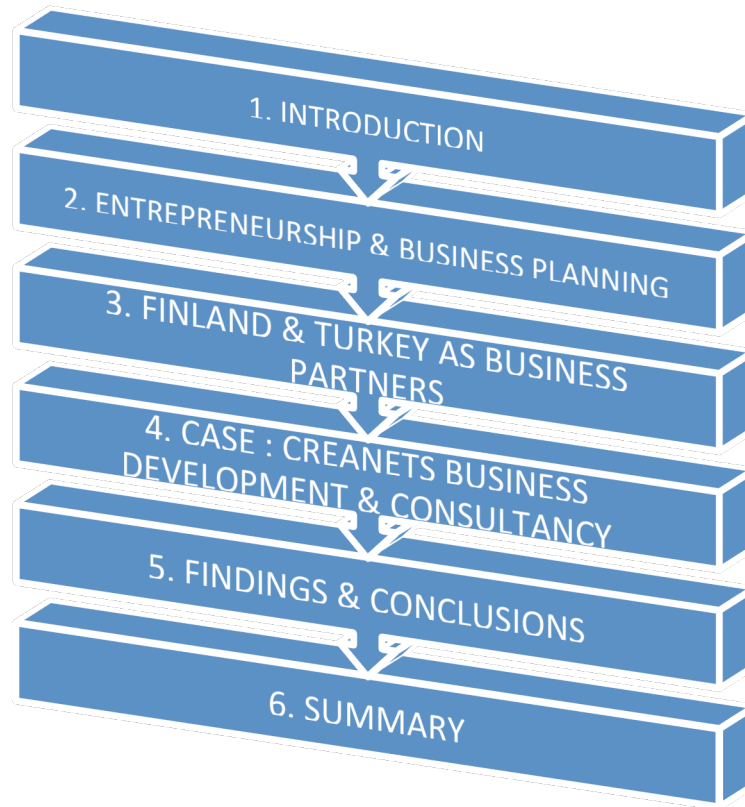 1. INTRODUCTION
2. ENTREPRENEURSHIP & BUSINESS PLANNING
3. FINLAND & TURKEY AS BUSINESS
PARTNERS
4. CASE : CREANETS BUSINESS
DEVELOPMENT & CONSULTANCY
5. FINDINGS & CONCLUSIONS
6. SUMMARY